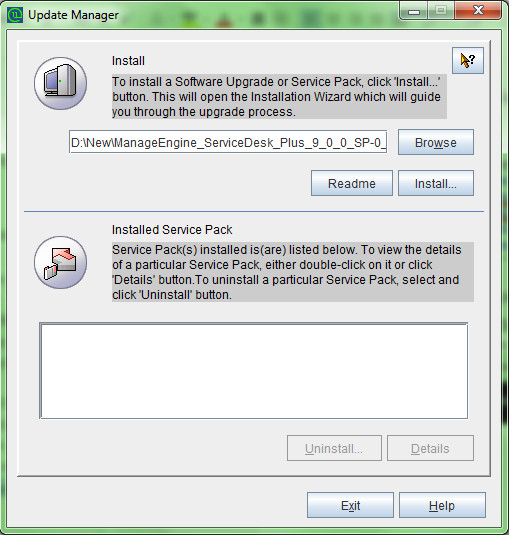 Update Manager
Install
To install a Software Upgrade or Service Pack, click 'Install...'
button. This will open the Installation Wizard which will guide
you through the upgrade process.
D:\New\ManageEngine_ServiceDesk_Plus_9_0_0_SP-0_
Browse
Readme
Install...
Installed Service Pack
Service Pack(s) installed is(are) listed below. To view the details
of a particular Service Pack, either double-click on it or click
'Details' button.To uninstall a particular Service Pack, select and
click 'Uninstall' button.
Uninstall...
Details
Exit
Help